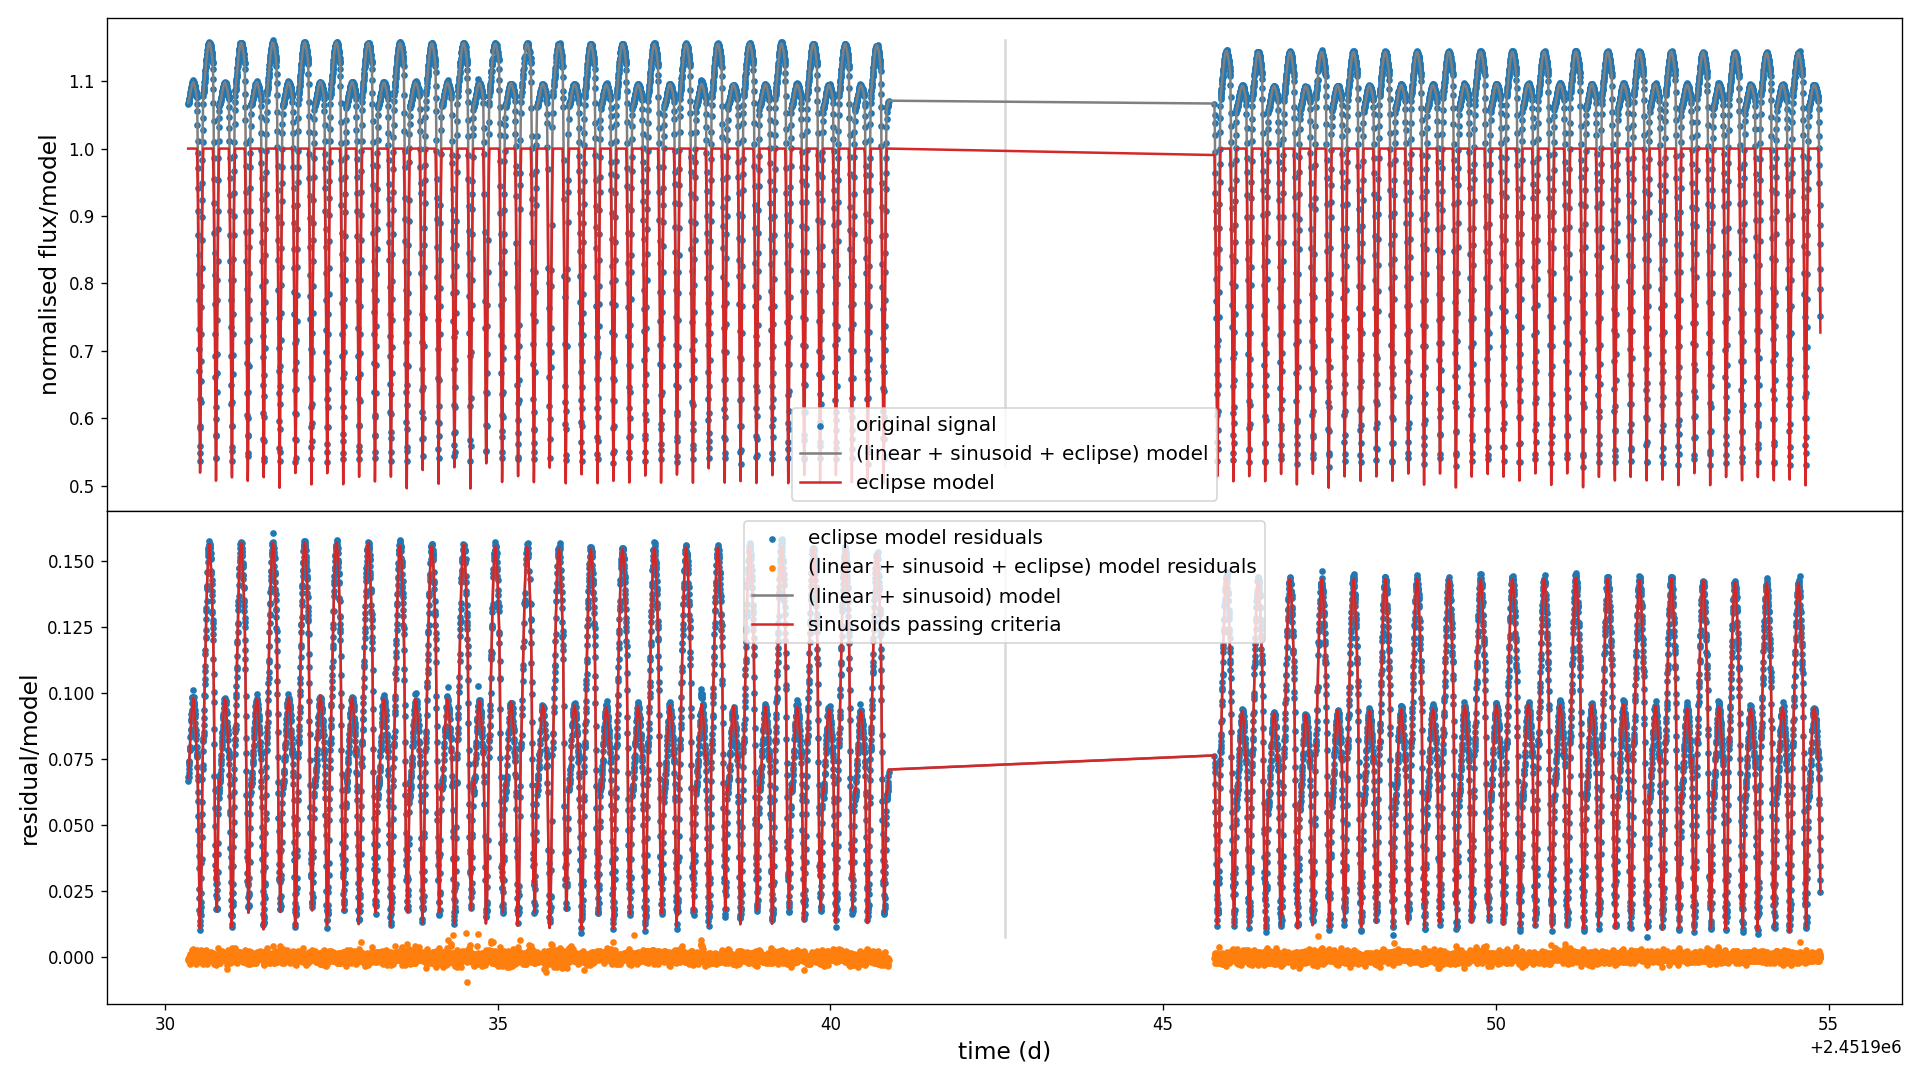 normalised flux/model
1.1
1.0
0.9
0.8
0.7
0.6
0.5
original signal
(linear + sinusoid + eclipse) model
eclipse model
residual/model
0.150
0.125
0.100
0.075
0.050
0.025
0.000
eclipse model residuals
(linear + sinusoid + eclipse) model residuals
(linear + sinusoid) model
sinusoids passing criteria
30 35 40 45 50 55
time (d)
+2.4519e6